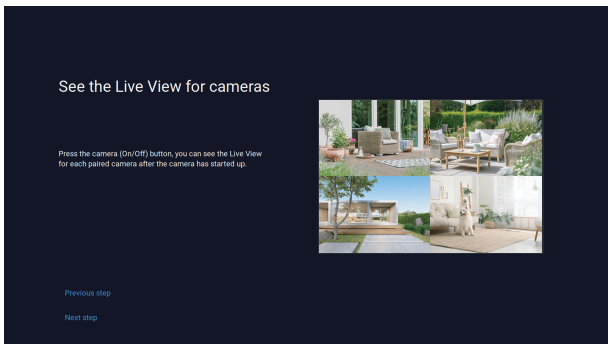 See the Live View for cameras
Press the camera (On/Off) button, you can see the Live View
for each paired camera after the camera has started up.
Previous step
Next step